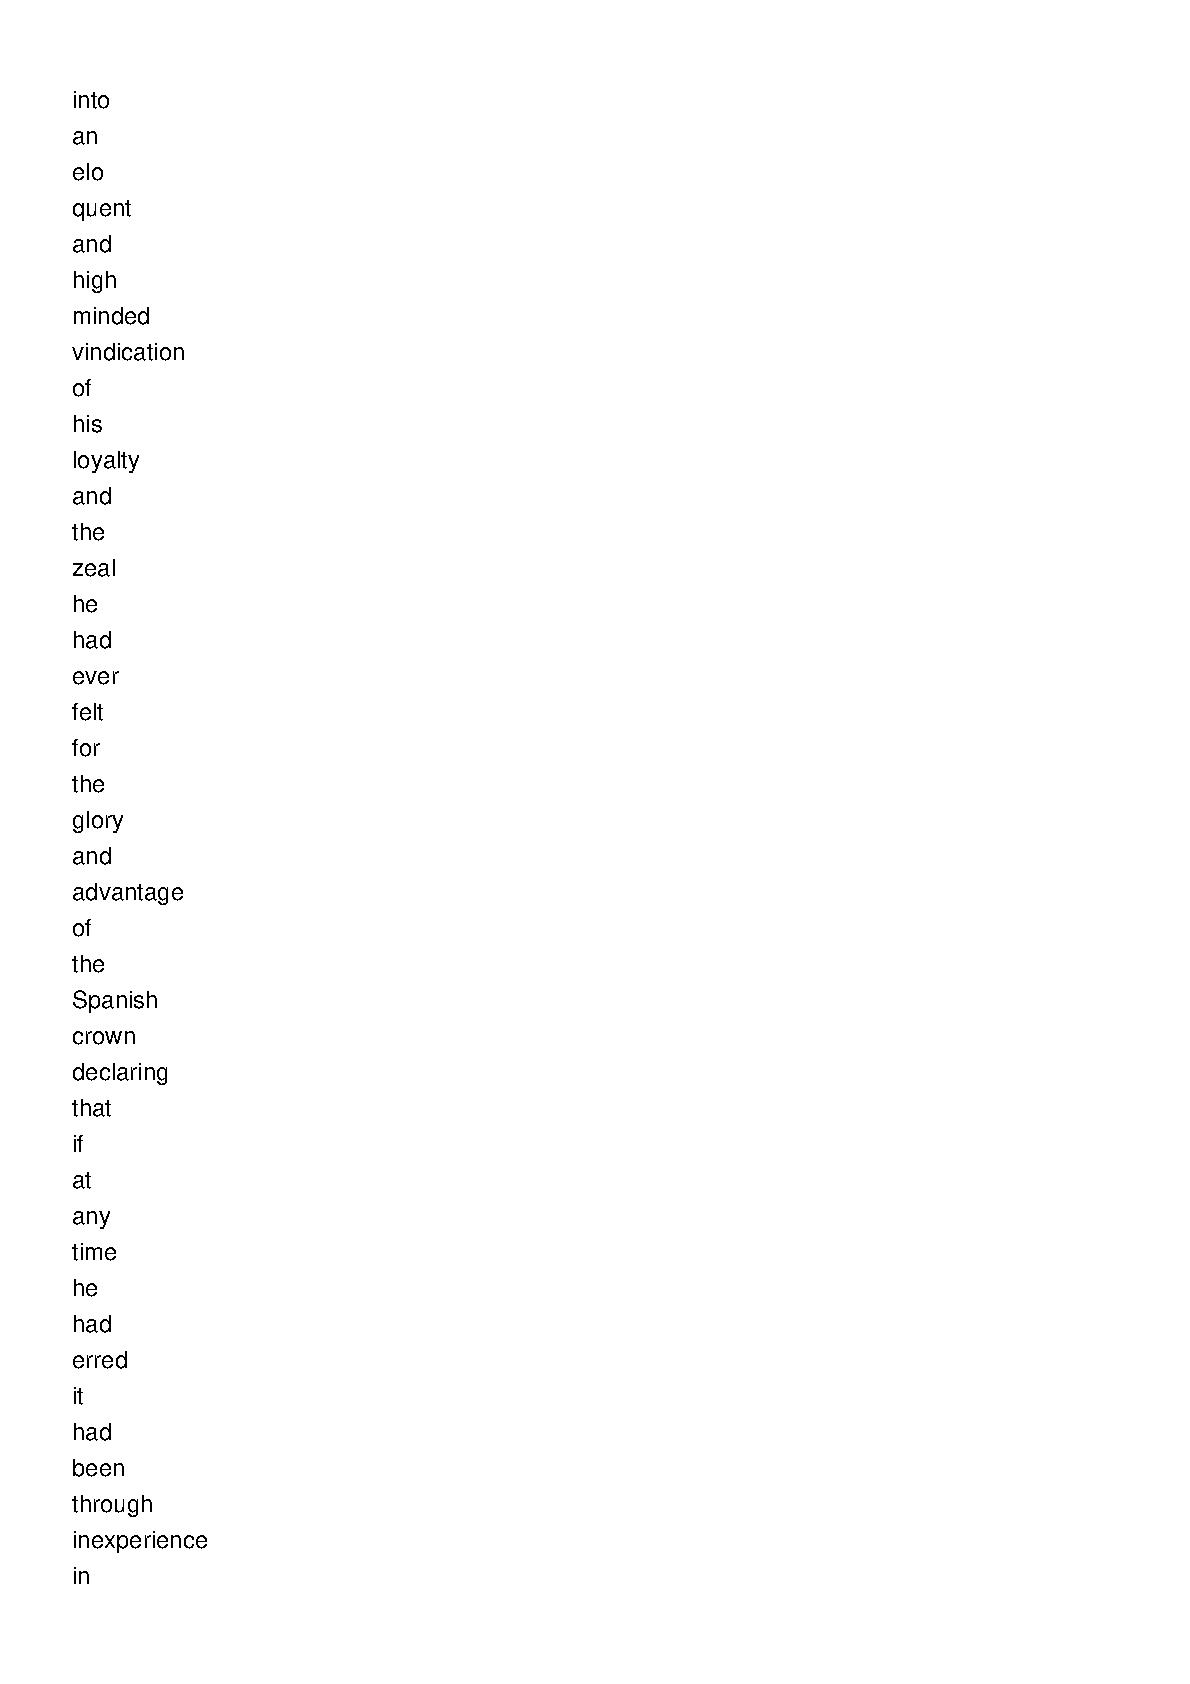 into
an
elo
quent
and
high
minded
vindication
of
his
loyalty
and
the
zeal
he
had
ever
felt
for
the
glory
and
advantage
of
the
Spanish
crown
declaring
that
if
at
any
time
he
had
erred
it
had
been
through
inexperience
in